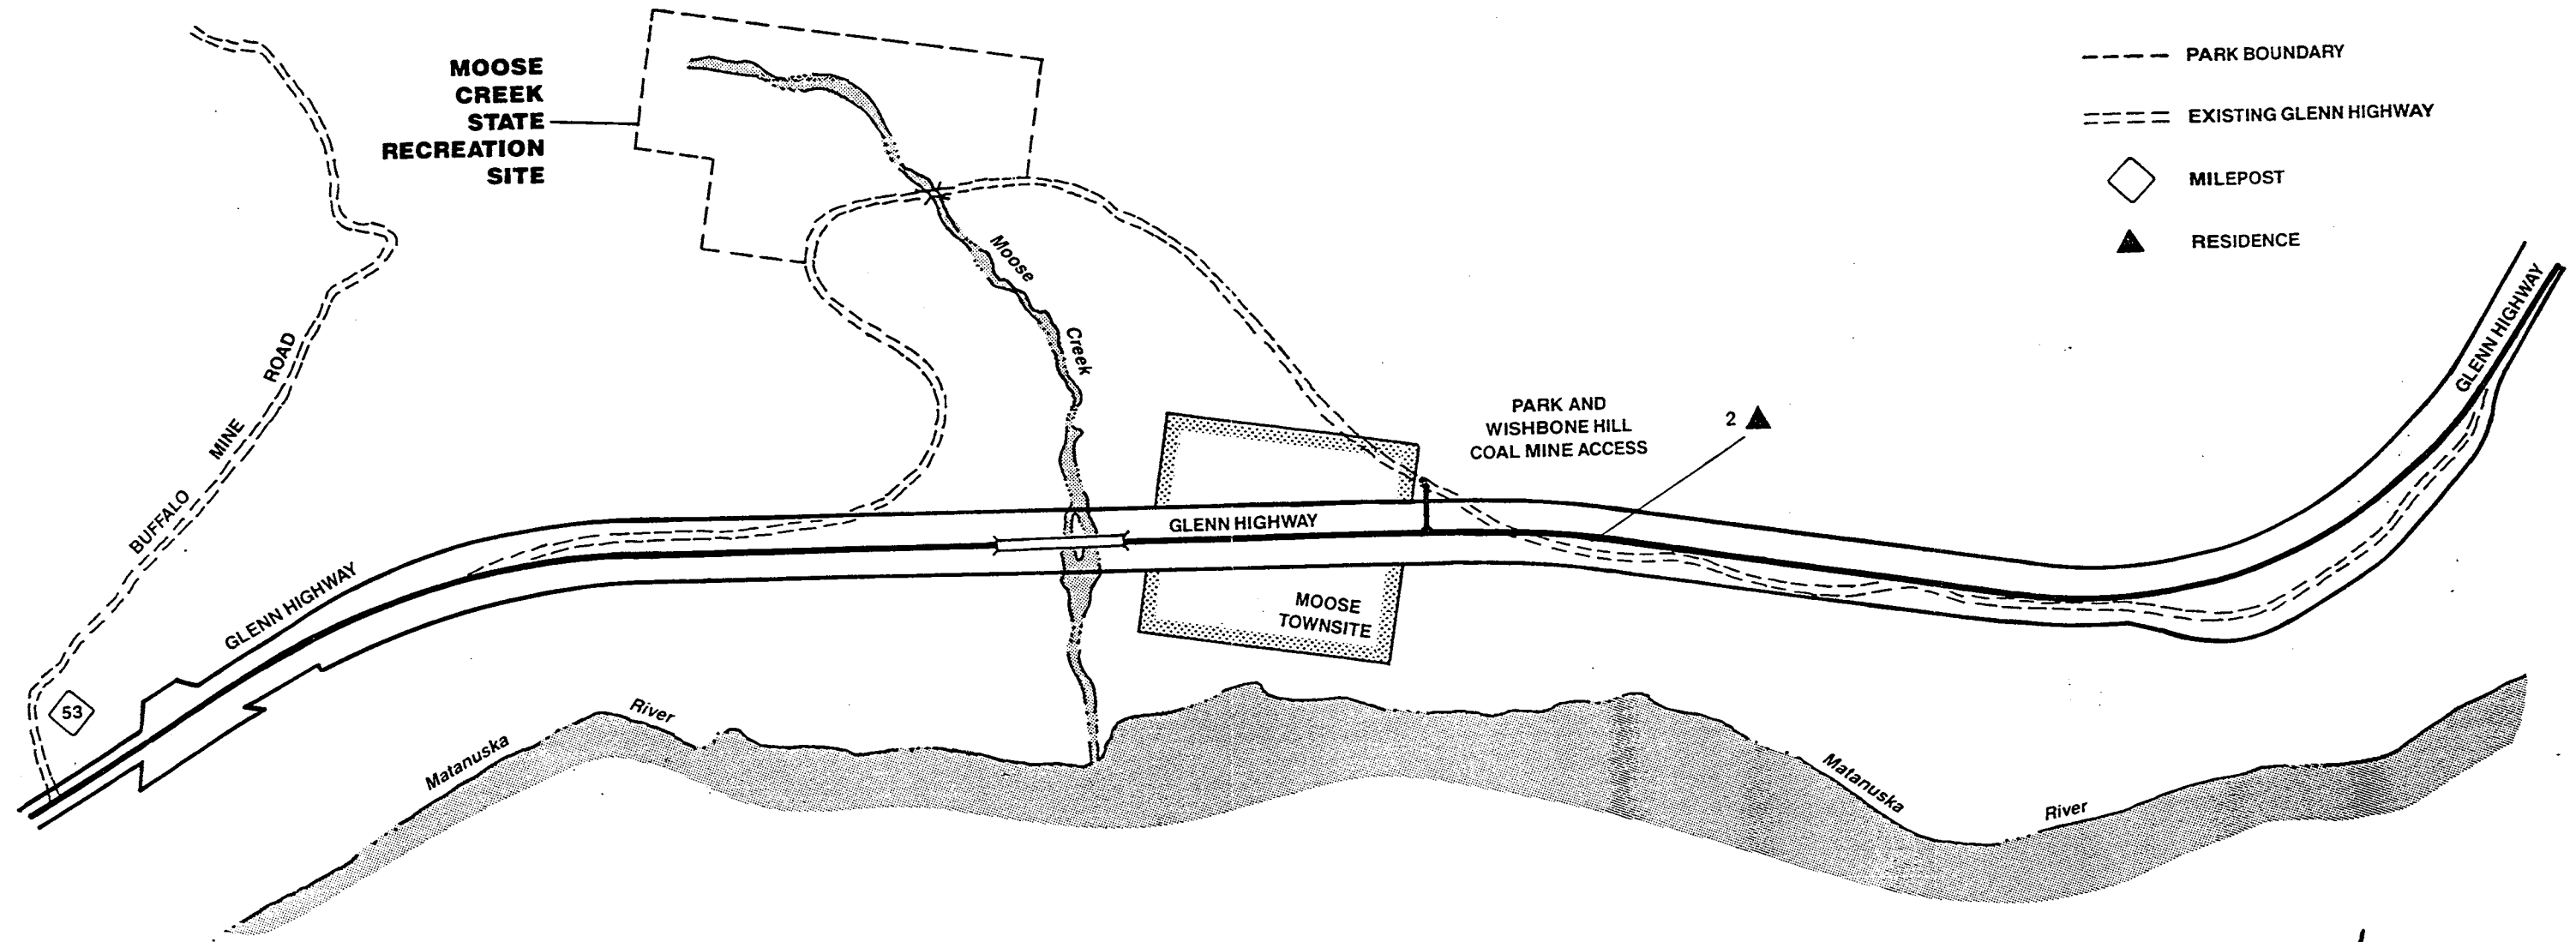 MOOSE
CREEK
STATE
RECREATION
SITE
PARK BOUNDARY
EXISTING GLENN HIGHWAY
MILEPOST
RESIDENCE
Moose
Creek
BUFFALO MINE ROAD
53
GLENN HIGHWAY
GLENN HIGHWAY
GLENN HIGHWAY
PARK AND
WISHBONE HILL
COAL MINE ACCESS
2
MOOSE
TOWNSITE
Matanuska River
Matanuska River